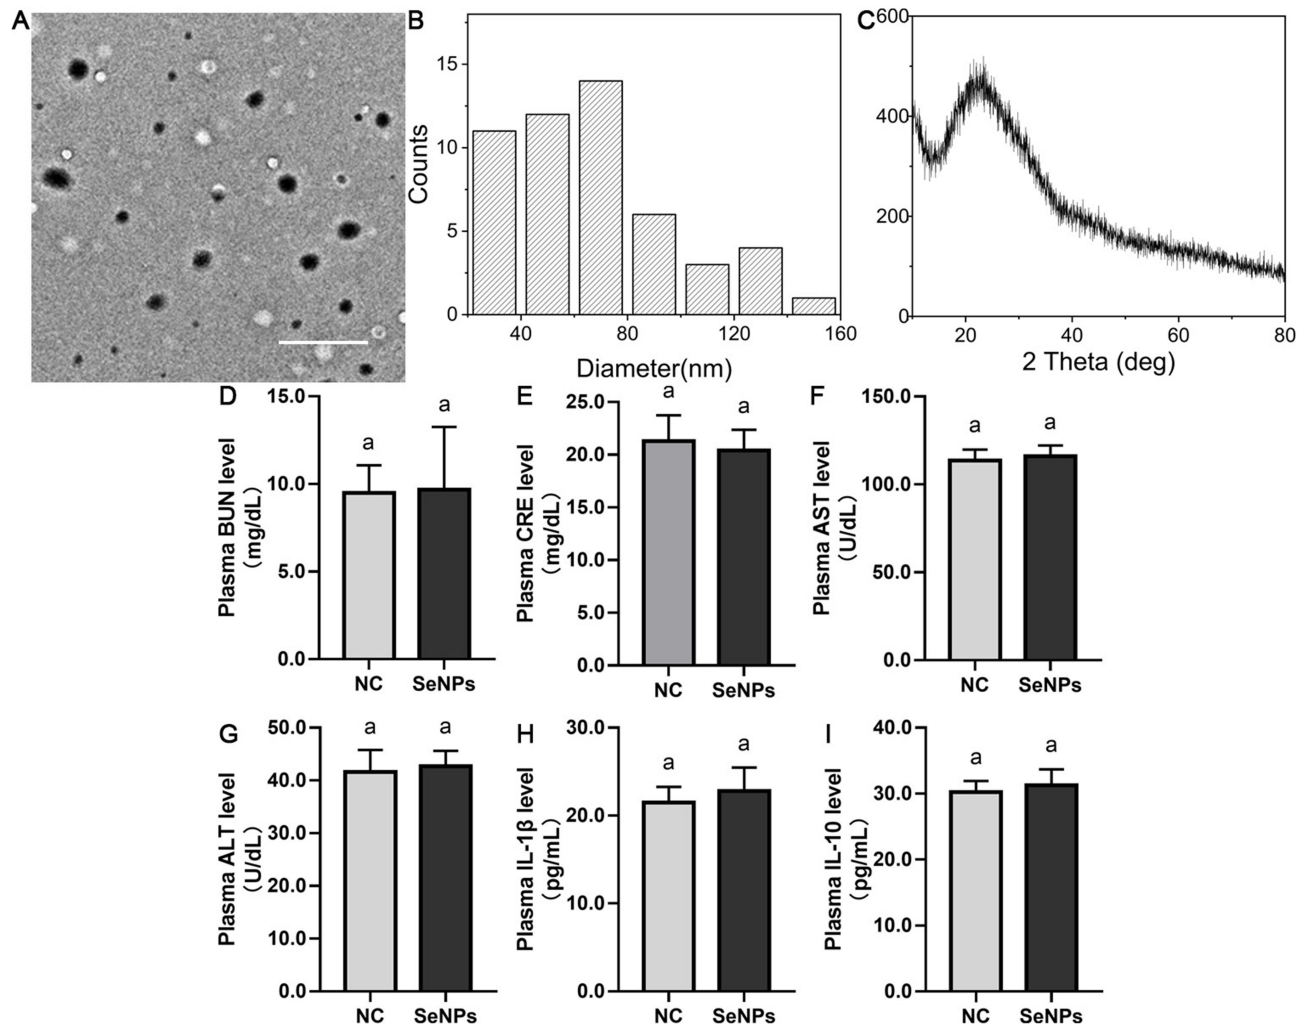 A
B
15
10
5
0
Counts
40
80
120
160
Diameter(nm)
C
600
400
200
0
20
40
60
80
2 Theta (deg)
D
15.0
10.0
5.0
0.0
Plasma BUN level
(mg/dL)
a
a
NC
SeNPs
E
25.0
20.0
15.0
10.0
5.0
0.0
Plasma CRE level
(mg/dL)
a
a
NC
SeNPs
F
150.0
100.0
50.0
0.0
Plasma AST level
(U/dL)
a
a
NC
SeNPs
G
50.0
40.0
30.0
20.0
10.0
0.0
Plasma ALT level
(U/dL)
a
a
NC
SeNPs
H
30.0
20.0
10.0
0.0
Plasma IL-1β level
(pg/mL)
a
a
NC
SeNPs
I
40.0
30.0
20.0
10.0
0.0
Plasma IL-10 level
(pg/mL)
a
a
NC
SeNPs